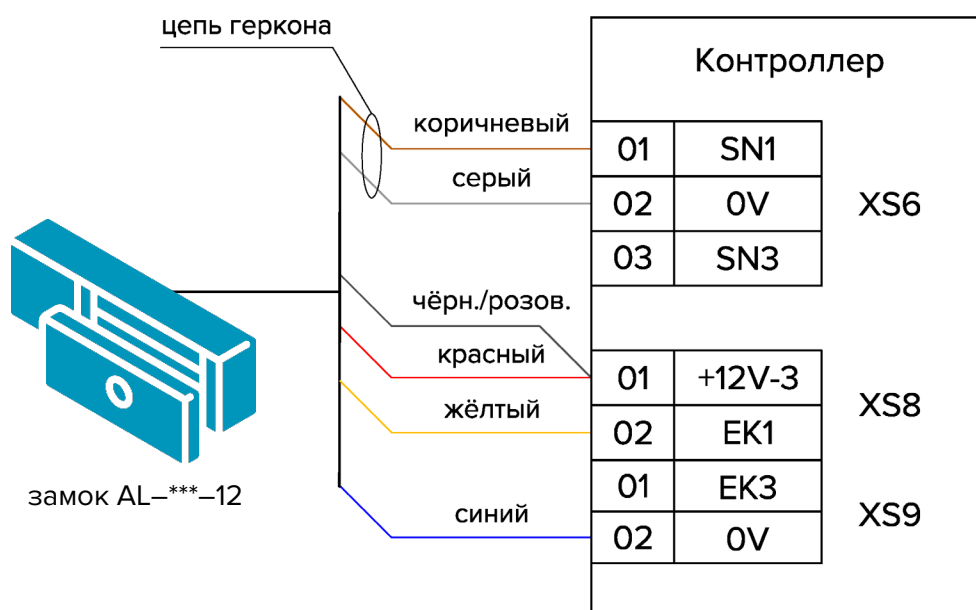 цепь геркона
Контроллер
коричневый
01 SN1
серый
02 0V
XS6
03 SN3
чёрн./розов.
красный
01 +12V-3
XS8
жёлтый
02 EK1
замок AL–***–12
01 EK3
синий
XS9
02 0V